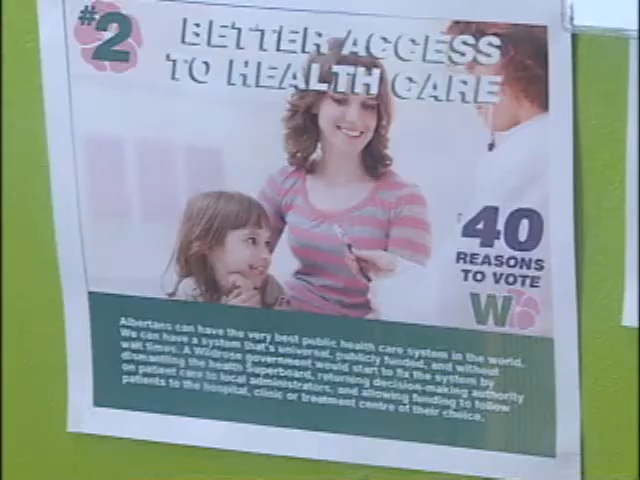 #2
BETTER ACCESS
TO HEALTH CARE
40
REASONS
TO VOTE
W
Albertans can have the very best public health care system in the world.
We can have a system that's universal, publicly funded, and without
wait times. A Wildrose government would start to fix the system by
dismantling the health Superboard, returning decision-making authority
on patient care to local administrators, and allowing funding to follow
patients to the hospital, clinic or treatment centre of their choice.